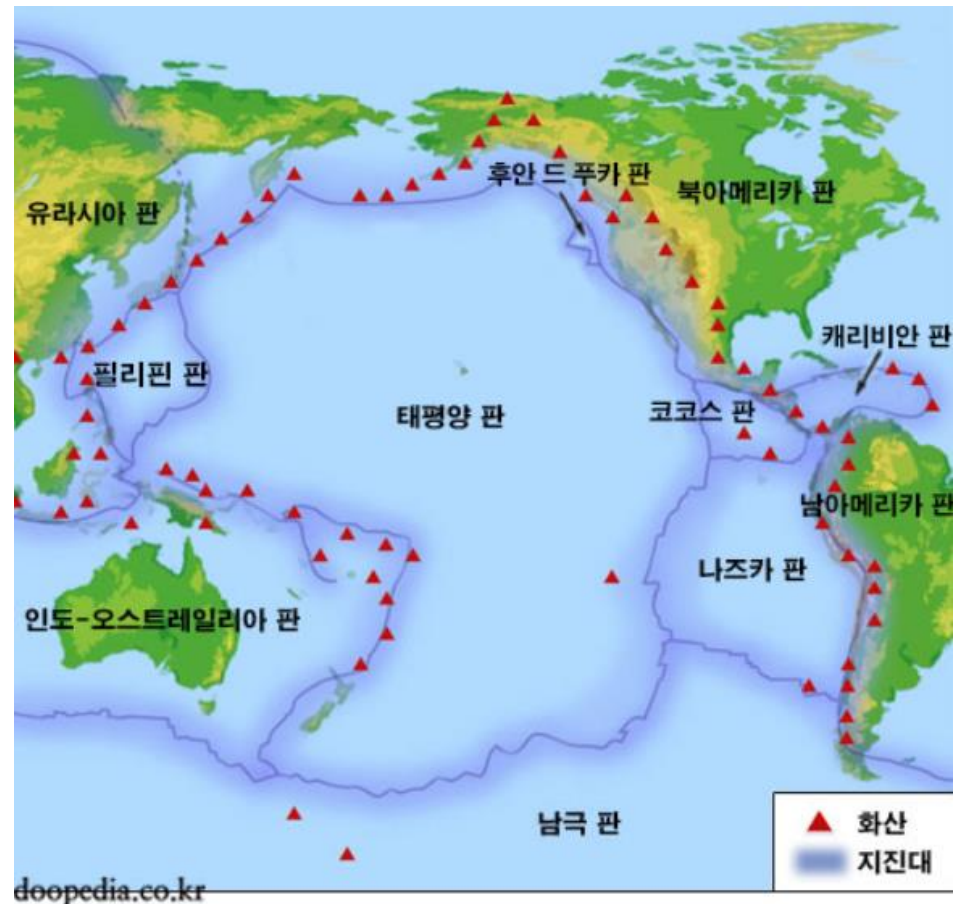 후안 드 푸카 판
북아메리카 판
유라시아 판
캐리비안 판
필리핀 판
태평양 판
코코스 판
남아메리카 판
나즈카 판
인도-오스트레일리아 판
남극 판
화산
지진대
doopedia.co.kr